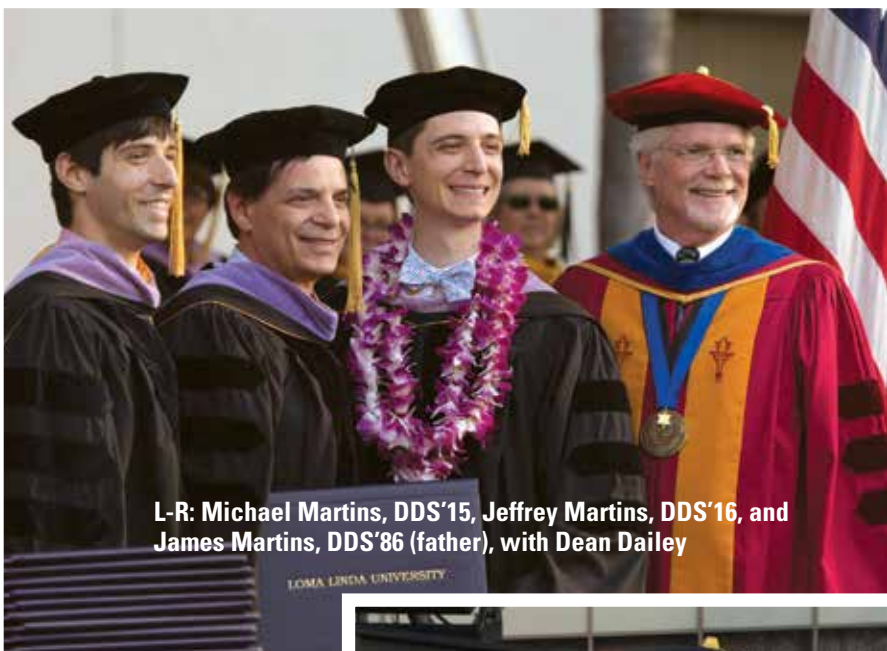 L-R: Michael Martins, DDS’15, Jeffrey Martins, DDS’16, and
James Martins, DDS’86 (father), with Dean Dailey
LOMA LINDA UNIVERSITY